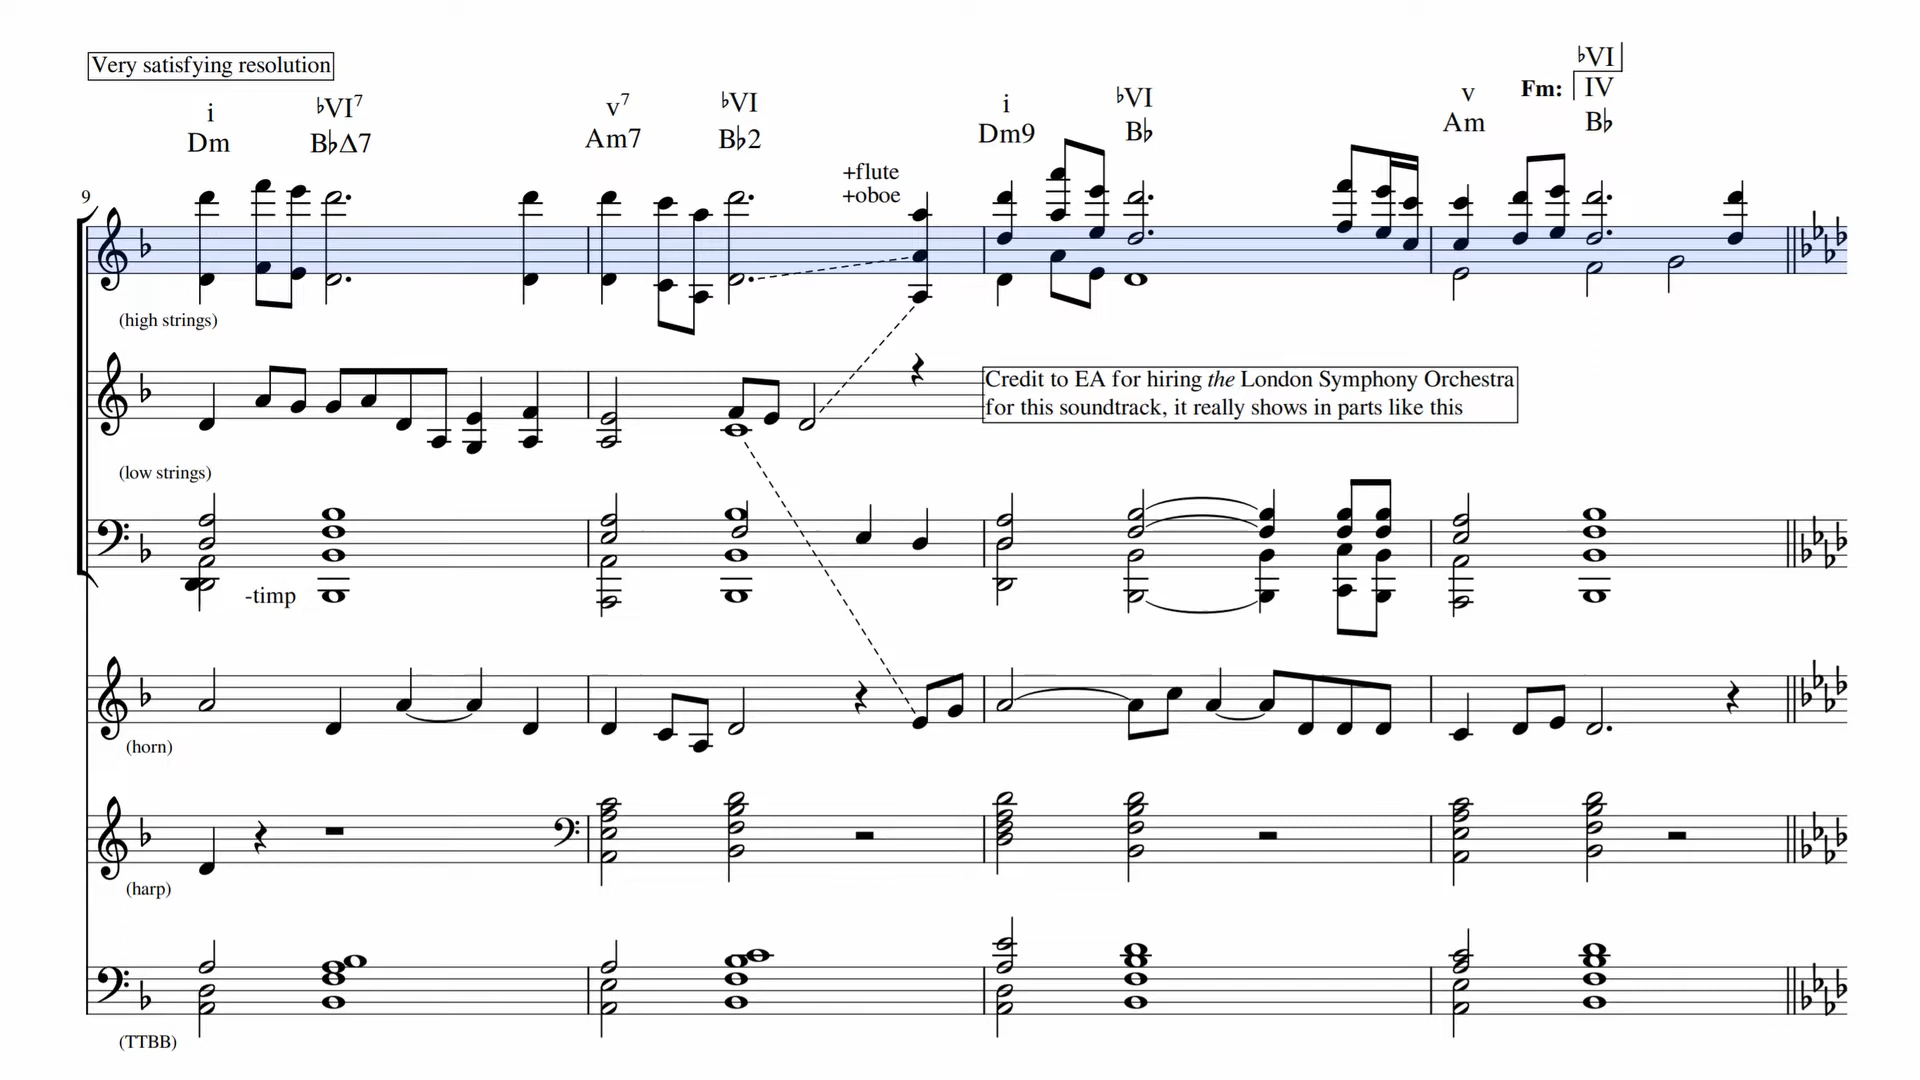 Very satisfying resolution
i ♭VI7 v7 ♭VI i ♭VI v Fm: ♭VI IV
Dm B♭Δ7 Am7 B♭2 Dm9 B♭ Am B♭
+flute
+oboe
9
(high strings)
Credit to EA for hiring the London Symphony Orchestra
for this soundtrack, it really shows in parts like this
(low strings)
-timp
(horn)
(harp)
(TTBB)